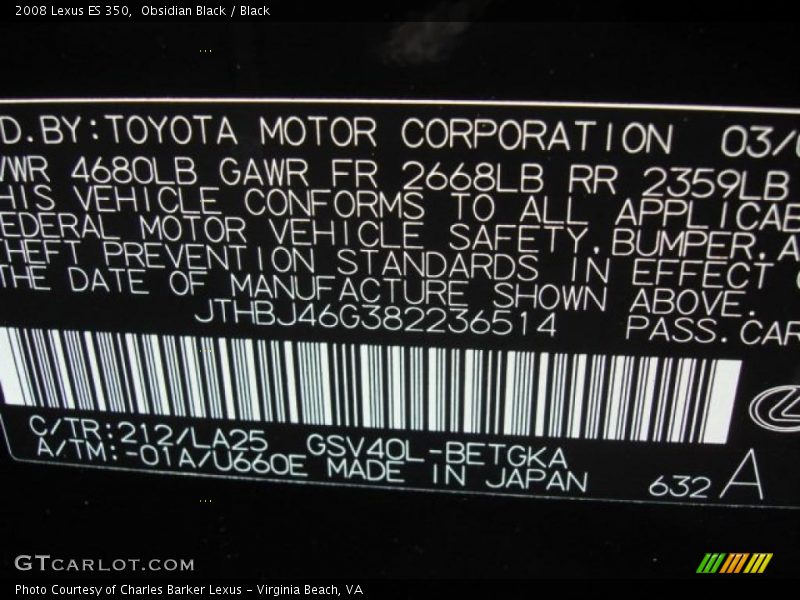 2008 Lexus ES 350,  Obsidian Black / Black
D.BY:TOYOTA MOTOR CORPORATION 03/
VWR 4680LB GAWR FR 2668LB RR 2359LB
HIS VEHICLE CONFORMS TO ALL APPLICAB
EDERAL MOTOR VEHICLE SAFETY,BUMPER,A
THEFT PREVENTION STANDARDS IN EFFECT
THE DATE OF MANUFACTURE SHOWN ABOVE.
JTHBJ46G382236514 PASS.CAR
C/TR:212/LA25 GSV40L-BETGKA
A/TM:-01A/U660E MADE IN JAPAN 632 A
GTCARLOT.COM
Photo Courtesy of Charles Barker Lexus - Virginia Beach, VA